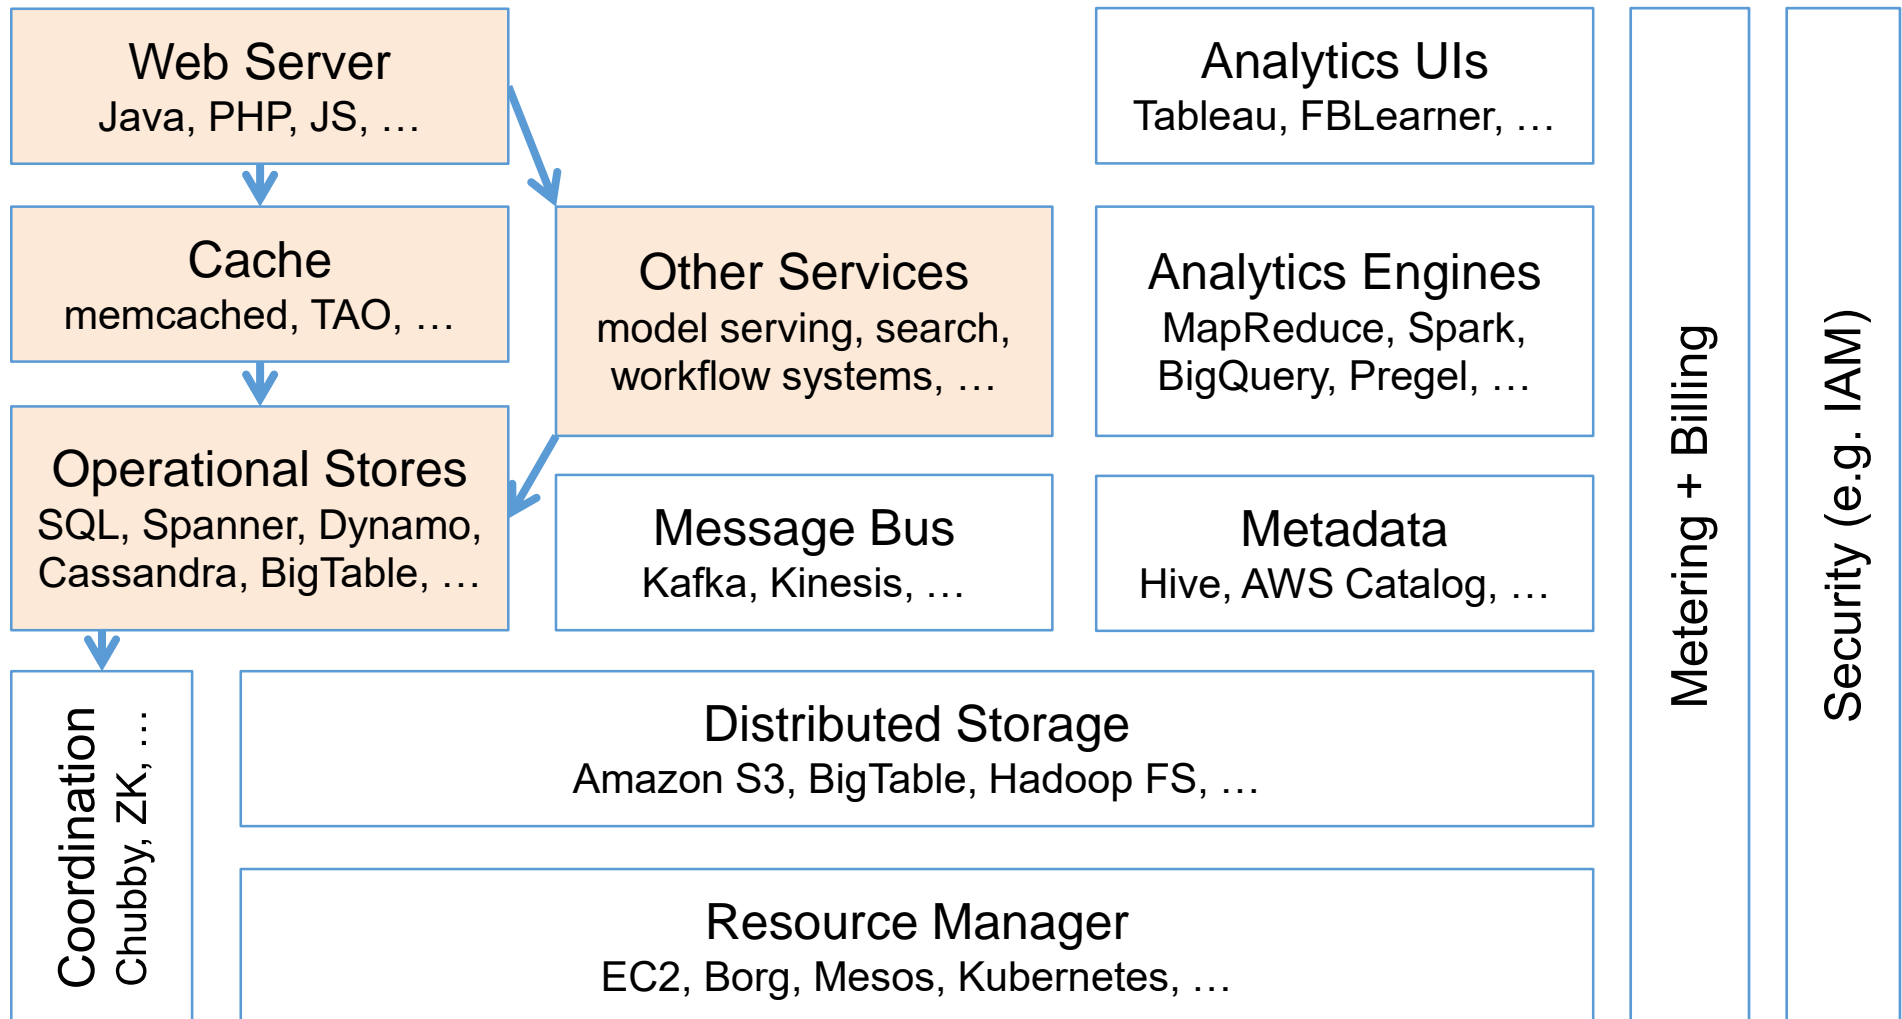 Web Server
Java, PHP, JS, …
Analytics UIs
Tableau, FBLearner, …
Cache
memcached, TAO, …
Other Services
model serving, search,
workflow systems, …
Analytics Engines
MapReduce, Spark,
BigQuery, Pregel, …
Operational Stores
SQL, Spanner, Dynamo,
Cassandra, BigTable, …
Message Bus
Kafka, Kinesis, …
Metadata
Hive, AWS Catalog, …
Coordination
Chubby, ZK, …
Distributed Storage
Amazon S3, BigTable, Hadoop FS, …
Resource Manager
EC2, Borg, Mesos, Kubernetes, …
Metering + Billing
Security (e.g. IAM)